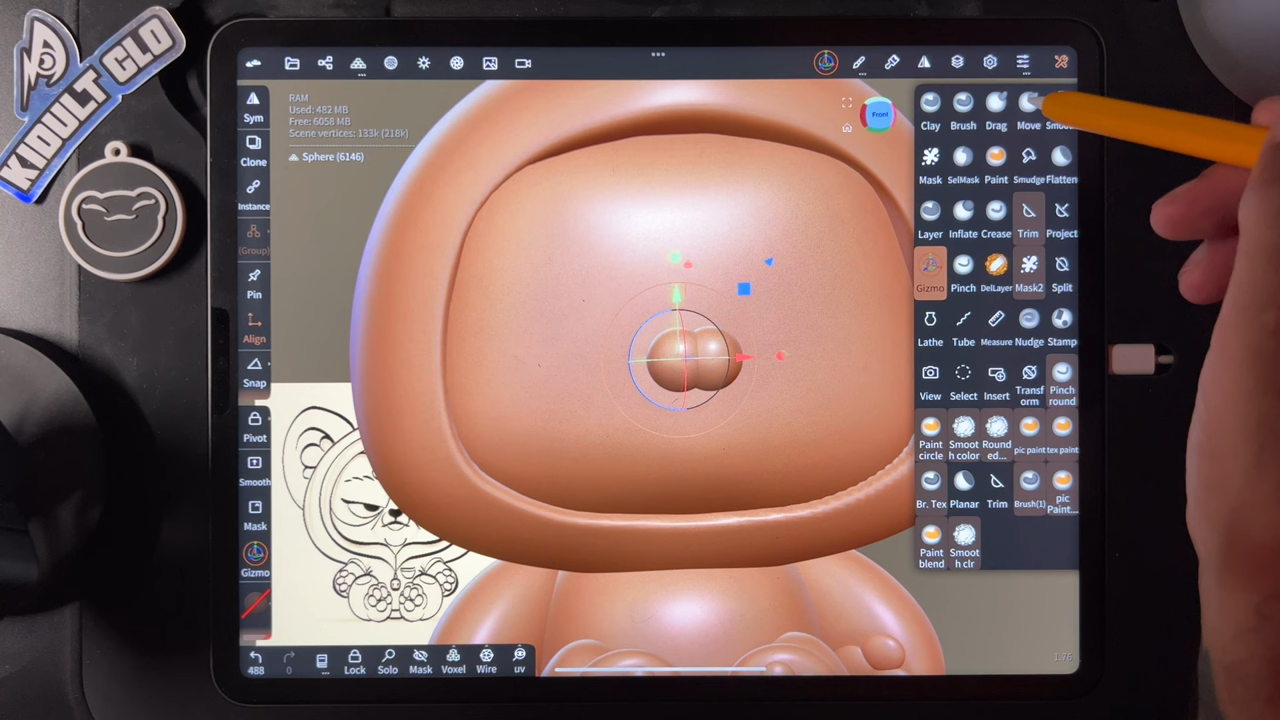 KIDULT CLO
RAM
Used: 482 MB
Free: 6058 MB
Scene vertices: 133k (218k)
Sphere (6146)
Front
Sym
Clone
Instance
(Group)
Pin
Align
Snap
Pivot
Smooth
Mask
Gizmo
Clay Brush Drag Move
Mask SelMask Paint Smudge Flatten
Layer Inflate Crease Trim Project
Gizmo Pinch DelLayer Mask2 Split
Lathe Tube Measure Nudge Stamp
View Select Insert Transf orm Pinch round
Paint circle Smoot h color Round ed... pic paint tex paint
Br. Tex Planar Trim Brush(1) pic Paint...
Paint blend Smoot h clr
488 0 Lock Solo Mask Voxel Wire uv
1.76